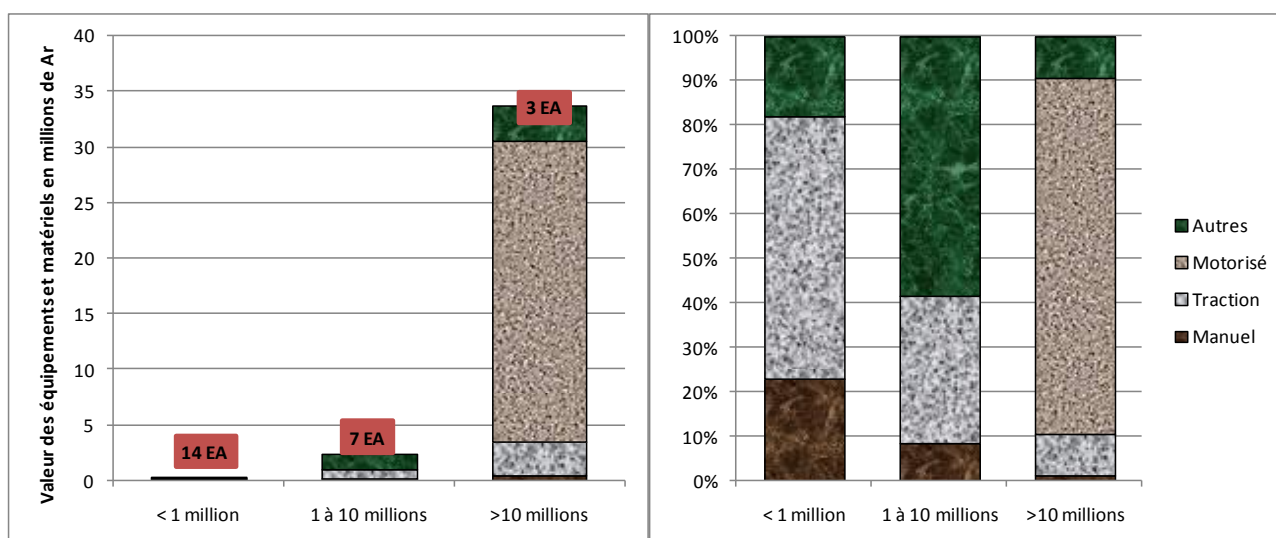 Valeur des équipementset matériels en millions de Ar
40
35
30
25
20
15
10
5
0
14 EA
7 EA
3 EA
< 1 million
1 à 10 millions
>10 millions
100%
90%
80%
70%
60%
50%
40%
30%
20%
10%
0%
< 1 million
1 à 10 millions
>10 millions
Autres
Motorisé
Traction
Manuel